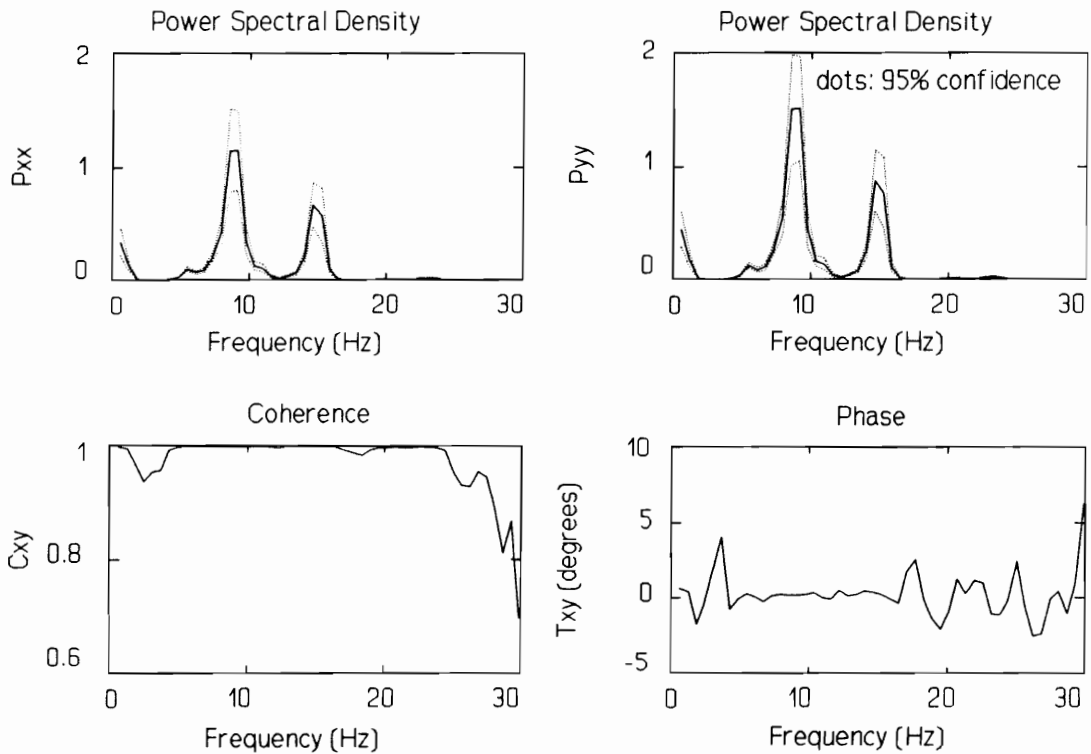 Power Spectral Density
Pxx
2
1
0
0 10 20 30
Frequency (Hz)
Power Spectral Density
dots: 95% confidence
Pyy
2
1
0
0 10 20 30
Frequency (Hz)
Coherence
Cxy
1
0.8
0.6
0 10 20 30
Frequency (Hz)
Phase
Txy (degrees)
10
5
0
-5
0 10 20 30
Frequency (Hz)